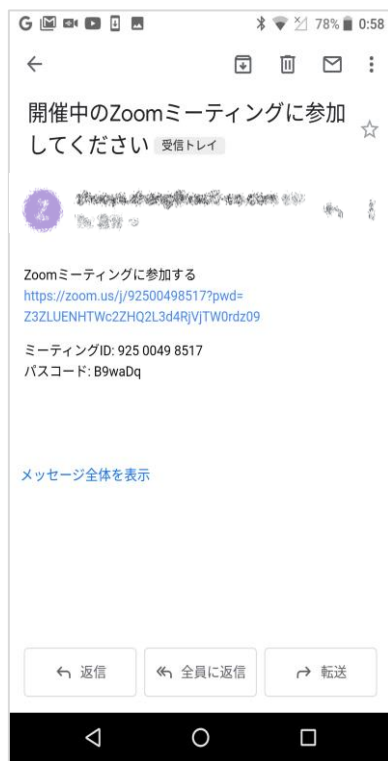 78% 0:58
開催中のZoomミーティングに参加
してください 受信トレイ
Z
Zoomミーティングに参加する
https://zoom.us/j/92500498517?pwd=
Z3ZLUENHTWc2ZHQ2L3d4RjVjTW0rdz09
ミーティングID: 925 0049 8517
パスコード: B9waDq
メッセージ全体を表示
返信 全員に返信 転送